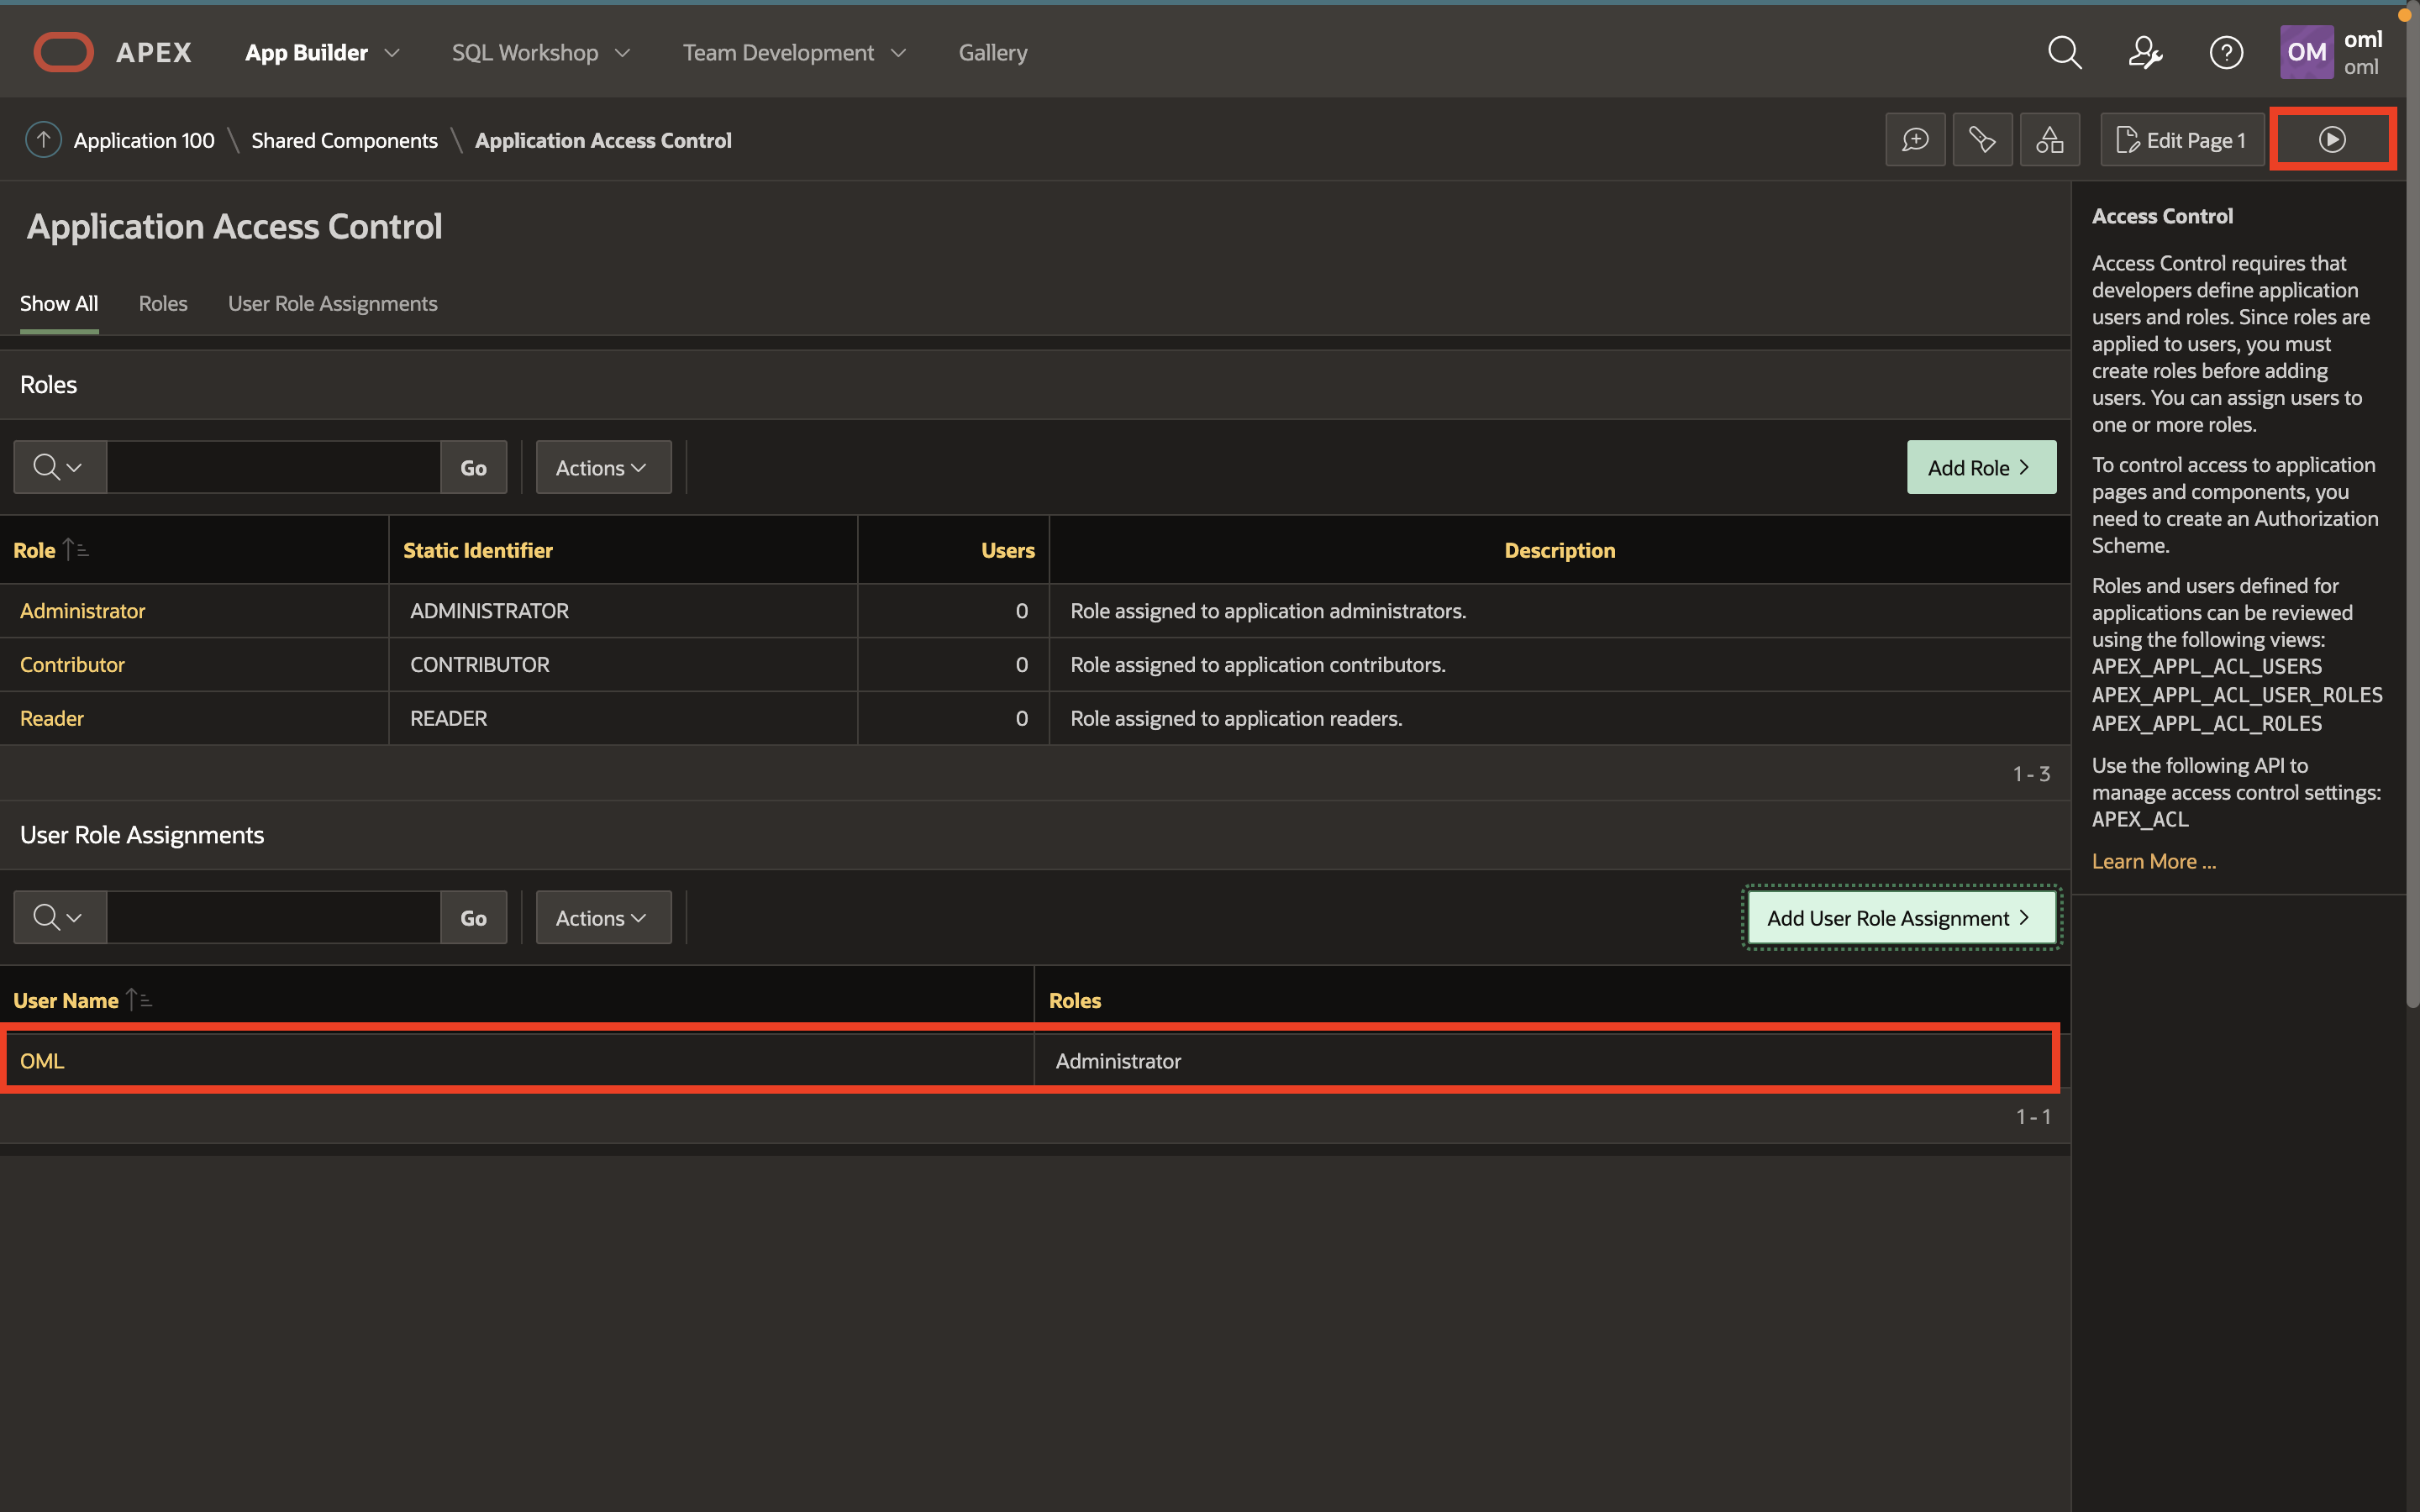 APEX App Builder SQL Workshop Team Development Gallery OM oml
oml
Application 100 \ Shared Components \ Application Access Control Edit Page 1
Application Access Control
Show All Roles User Role Assignments
Roles
Go Actions Add Role
Role Static Identifier Users Description
Administrator ADMINISTRATOR 0 Role assigned to application administrators.
Contributor CONTRIBUTOR 0 Role assigned to application contributors.
Reader READER 0 Role assigned to application readers.
1 - 3
User Role Assignments
Go Actions Add User Role Assignment
User Name Roles
OML Administrator
1 - 1
Access Control
Access Control requires that
developers define application
users and roles. Since roles are
applied to users, you must
create roles before adding
users. You can assign users to
one or more roles.
To control access to application
pages and components, you
need to create an Authorization
Scheme.
Roles and users defined for
applications can be reviewed
using the following views:
APEX_APPL_ACL_USERS
APEX_APPL_ACL_USER_ROLES
APEX_APPL_ACL_ROLES
Use the following API to
manage access control settings:
APEX_ACL
Learn More ...